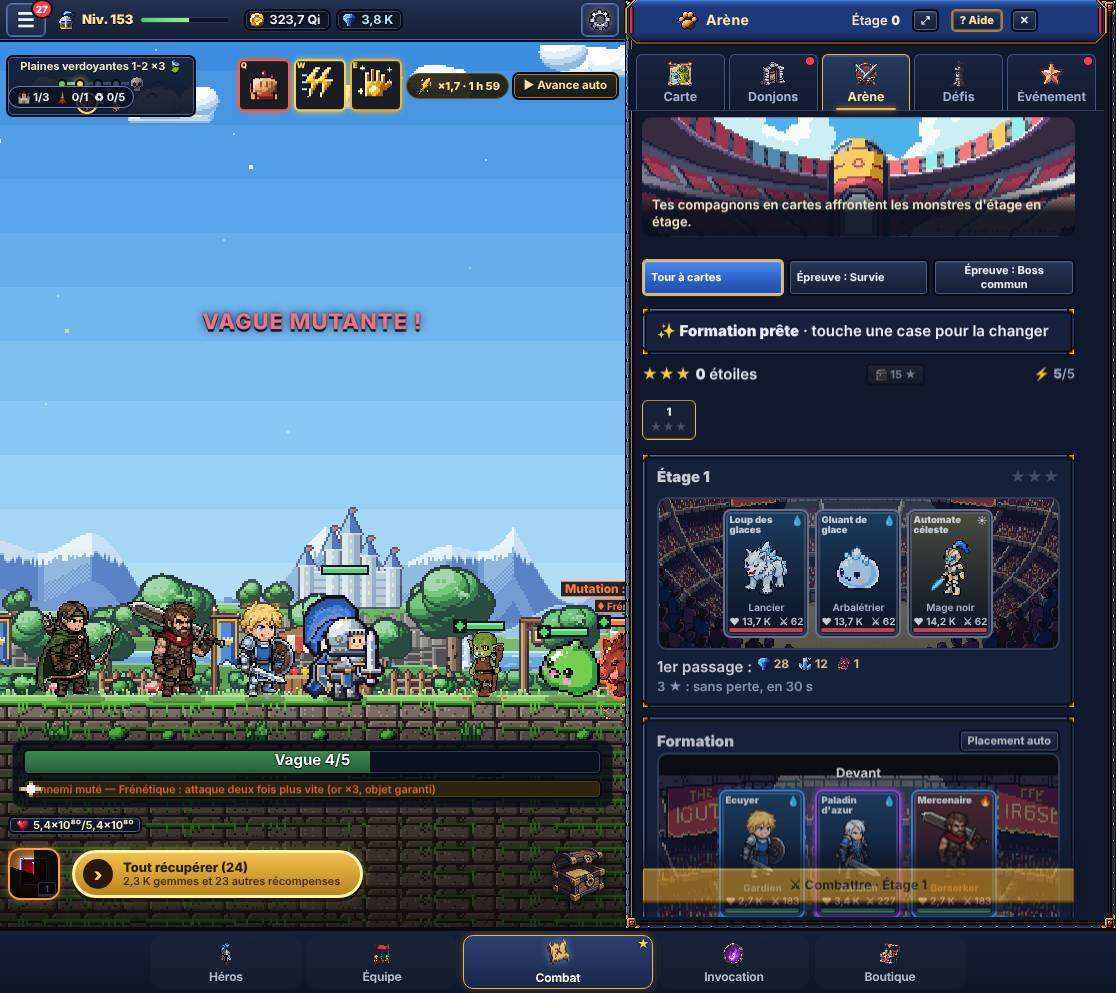 27
Niv. 153
323,7 Qi
3,8 K
Arène
Étage 0
? Aide
Plaines verdoyantes 1-2 ×3
1/3
0/1
0/5
Q
W
E
×1,7 · 1 h 59
Avance auto
Carte
Donjons
Arène
Défis
Événement
Tes compagnons en cartes affrontent les monstres d'étage en
étage.
Tour à cartes
Épreuve : Survie
Épreuve : Boss
commun
VAGUE MUTANTE !
Formation prête · touche une case pour la changer
0 étoiles
15 ★
5/5
1
Étage 1
Loup des
glaces
Gluant de
glace
Automate
céleste
Lancier
Arbalétrier
Mage noir
13,7 K
62
13,7 K
62
14,2 K
62
Mutation :
1er passage :
28
12
1
3 ★ : sans perte, en 30 s
Formation
Placement auto
Devant
Ecuyer
Paladin
d'azur
Mercenaire
Vague 4/5
nnemi muté — Frénétique : attaque deux fois plus vite (or ×3, objet garanti)
5,4×10⁸⁰/5,4×10⁸⁰
1
Tout récupérer (24)
2,3 K gemmes et 23 autres récompenses
Gardien
Combattre · Étage 1
Berserker
2,7 K
183
3,4 K
227
2,7 K
183
Héros
Équipe
Combat
Invocation
Boutique